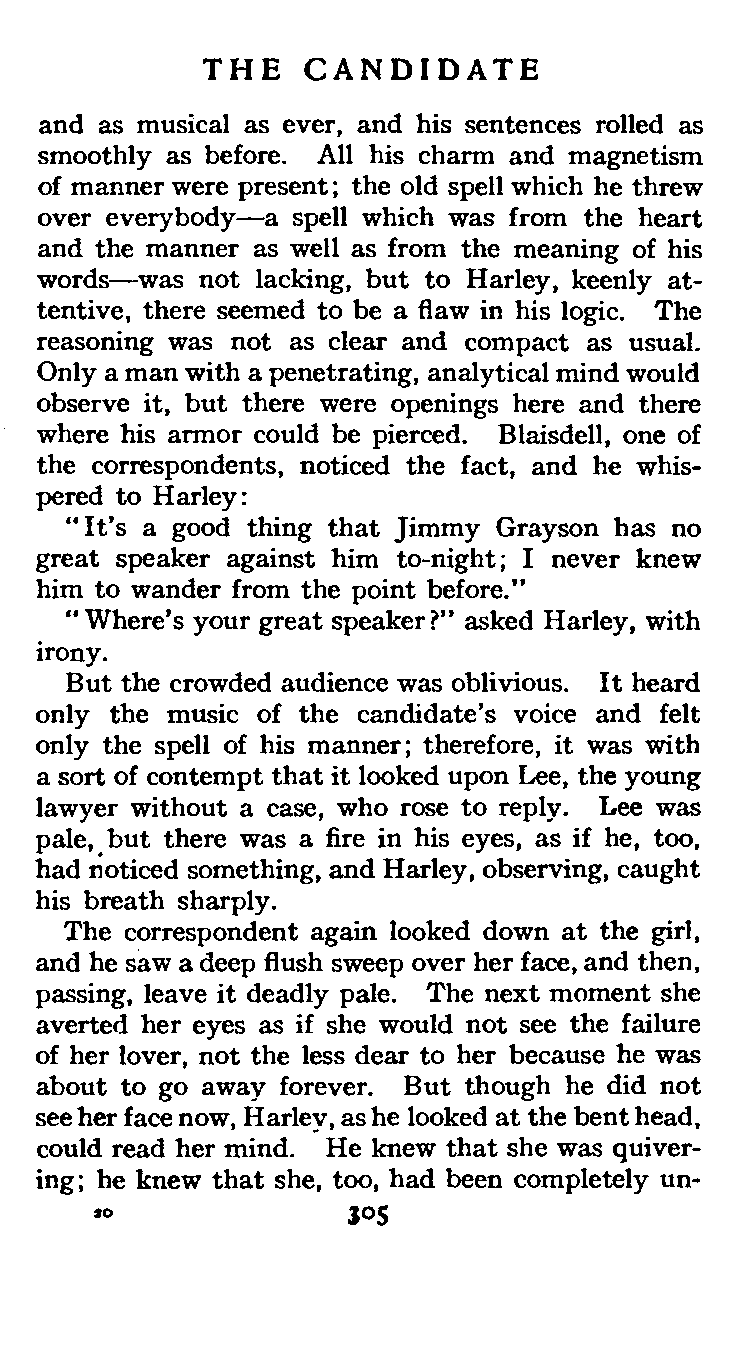 THE CANDIDATE
and as musical as ever, and his sentences rolled as
smoothly as before. All his charm and magnetism
of manner were present; the old spell which he threw
over everybody—a spell which was from the heart
and the manner as well as from the meaning of his
words—was not lacking, but to Harley, keenly at-
tentive, there seemed to be a flaw in his logic. The
reasoning was not as clear and compact as usual.
Only a man with a penetrating, analytical mind would
observe it, but there were openings here and there
where his armor could be pierced. Blaisdell, one of
the correspondents, noticed the fact, and he whis-
pered to Harley:
"It's a good thing that Jimmy Grayson has no
great speaker against him to-night; I never knew
him to wander from the point before."
"Where's your great speaker?" asked Harley, with
irony.
But the crowded audience was oblivious. It heard
only the music of the candidate's voice and felt
only the spell of his manner; therefore, it was with
a sort of contempt that it looked upon Lee, the young
lawyer without a case, who rose to reply. Lee was
pale, but there was a fire in his eyes, as if he, too,
had noticed something, and Harley, observing, caught
his breath sharply.
The correspondent again looked down at the girl,
and he saw a deep flush sweep over her face, and then,
passing, leave it deadly pale. The next moment she
averted her eyes as if she would not see the failure
of her lover, not the less dear to her because he was
about to go away forever. But though he did not
see her face now, Harley, as he looked at the bent head,
could read her mind. He knew that she was quiver-
ing; he knew that she, too, had been completely un-
20 305